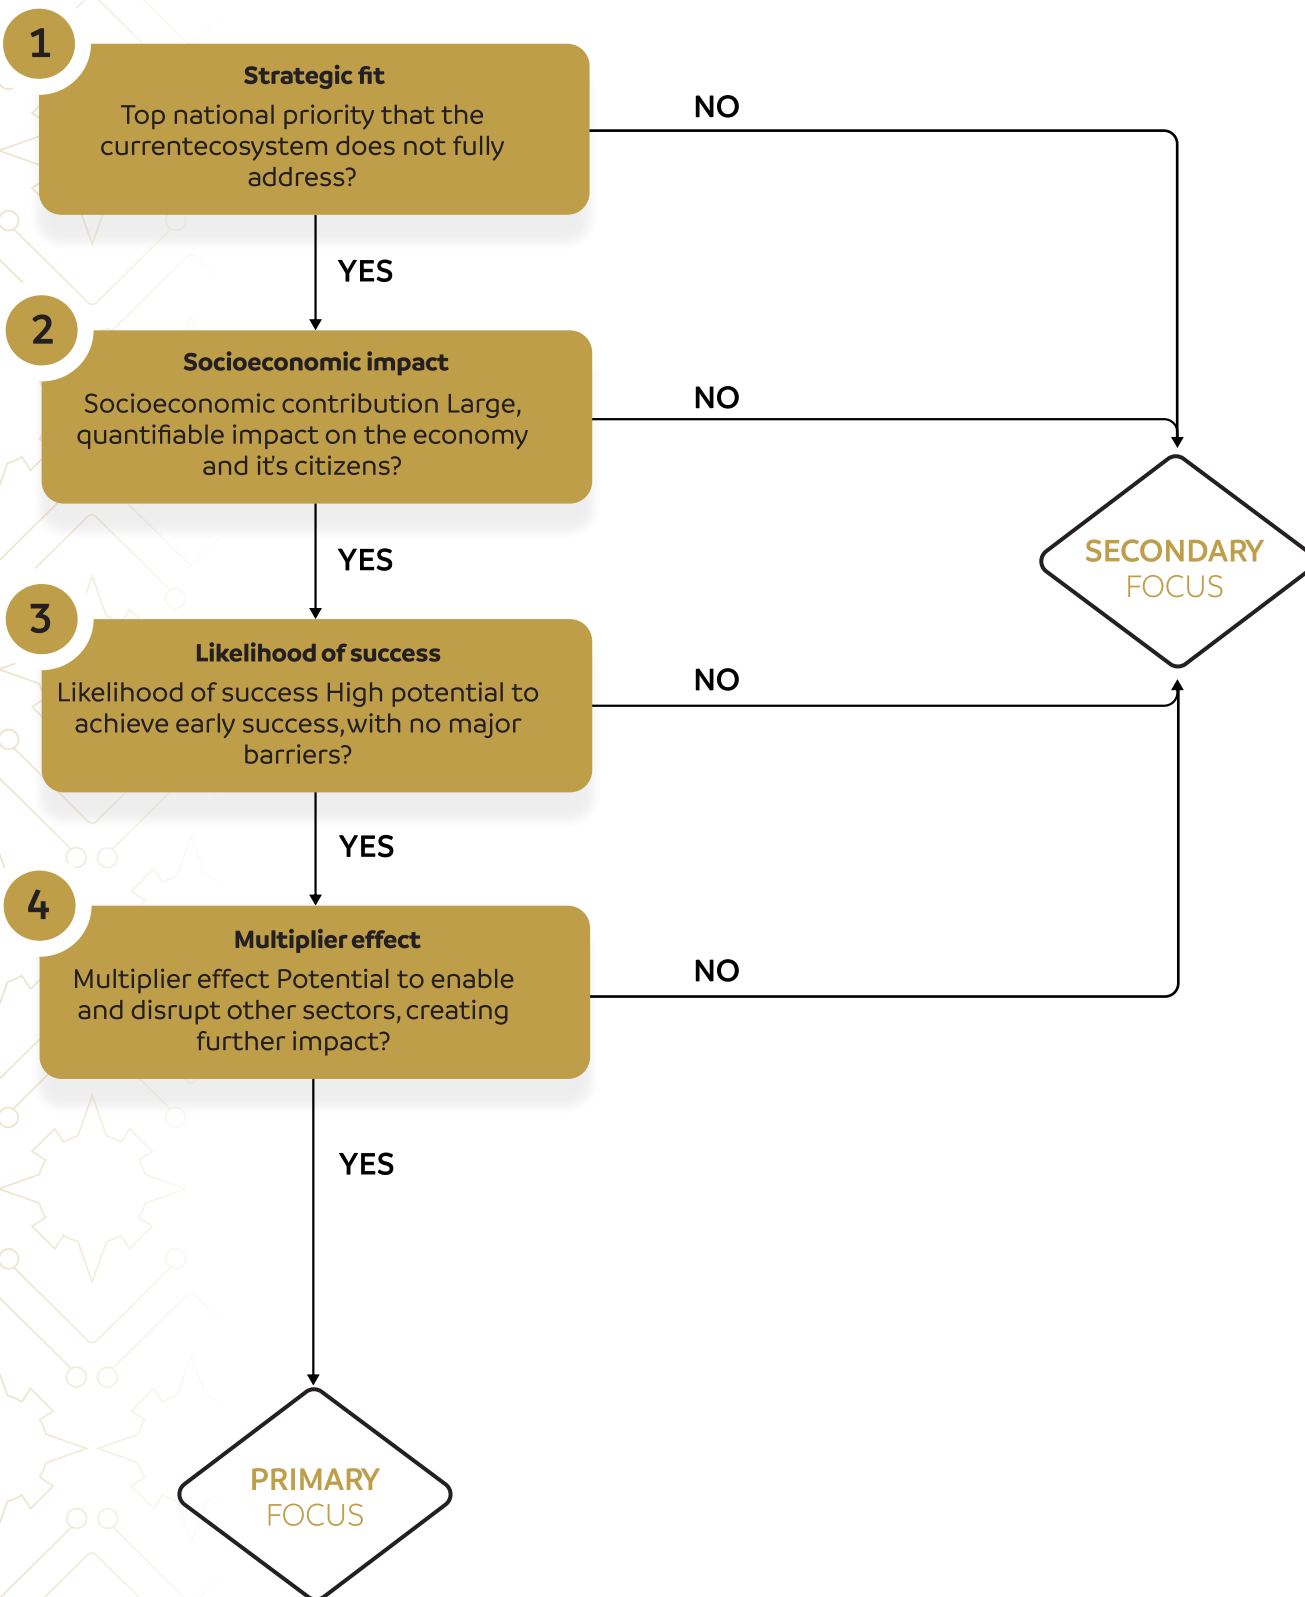 1
Strategic fit
Top national priority that the
currentecosystem does not fully
address?
NO
YES
2
Socioeconomic impact
Socioeconomic contribution Large,
quantifiable impact on the economy
and it's citizens?
NO
SECONDARY
FOCUS
YES
3
Likelihood of success
Likelihood of success High potential to
achieve early success,with no major
barriers?
NO
YES
4
Multiplier effect
Multiplier effect Potential to enable
and disrupt other sectors, creating
further impact?
NO
YES
PRIMARY
FOCUS